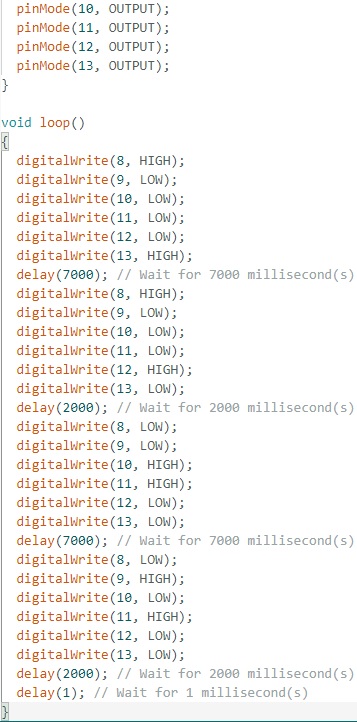 pinMode(10, OUTPUT);
pinMode(11, OUTPUT);
pinMode(12, OUTPUT);
pinMode(13, OUTPUT);
}
void loop()
{
digitalWrite(8, HIGH);
digitalWrite(9, LOW);
digitalWrite(10, LOW);
digitalWrite(11, LOW);
digitalWrite(12, LOW);
digitalWrite(13, HIGH);
delay(7000); // Wait for 7000 millisecond(s)
digitalWrite(8, HIGH);
digitalWrite(9, LOW);
digitalWrite(10, LOW);
digitalWrite(11, LOW);
digitalWrite(12, HIGH);
digitalWrite(13, LOW);
delay(2000); // Wait for 2000 millisecond(s)
digitalWrite(8, LOW);
digitalWrite(9, LOW);
digitalWrite(10, HIGH);
digitalWrite(11, HIGH);
digitalWrite(12, LOW);
digitalWrite(13, LOW);
delay(7000); // Wait for 7000 millisecond(s)
digitalWrite(8, LOW);
digitalWrite(9, HIGH);
digitalWrite(10, LOW);
digitalWrite(11, HIGH);
digitalWrite(12, LOW);
digitalWrite(13, LOW);
delay(2000); // Wait for 2000 millisecond(s)
delay(1); // Wait for 1 millisecond(s)
}